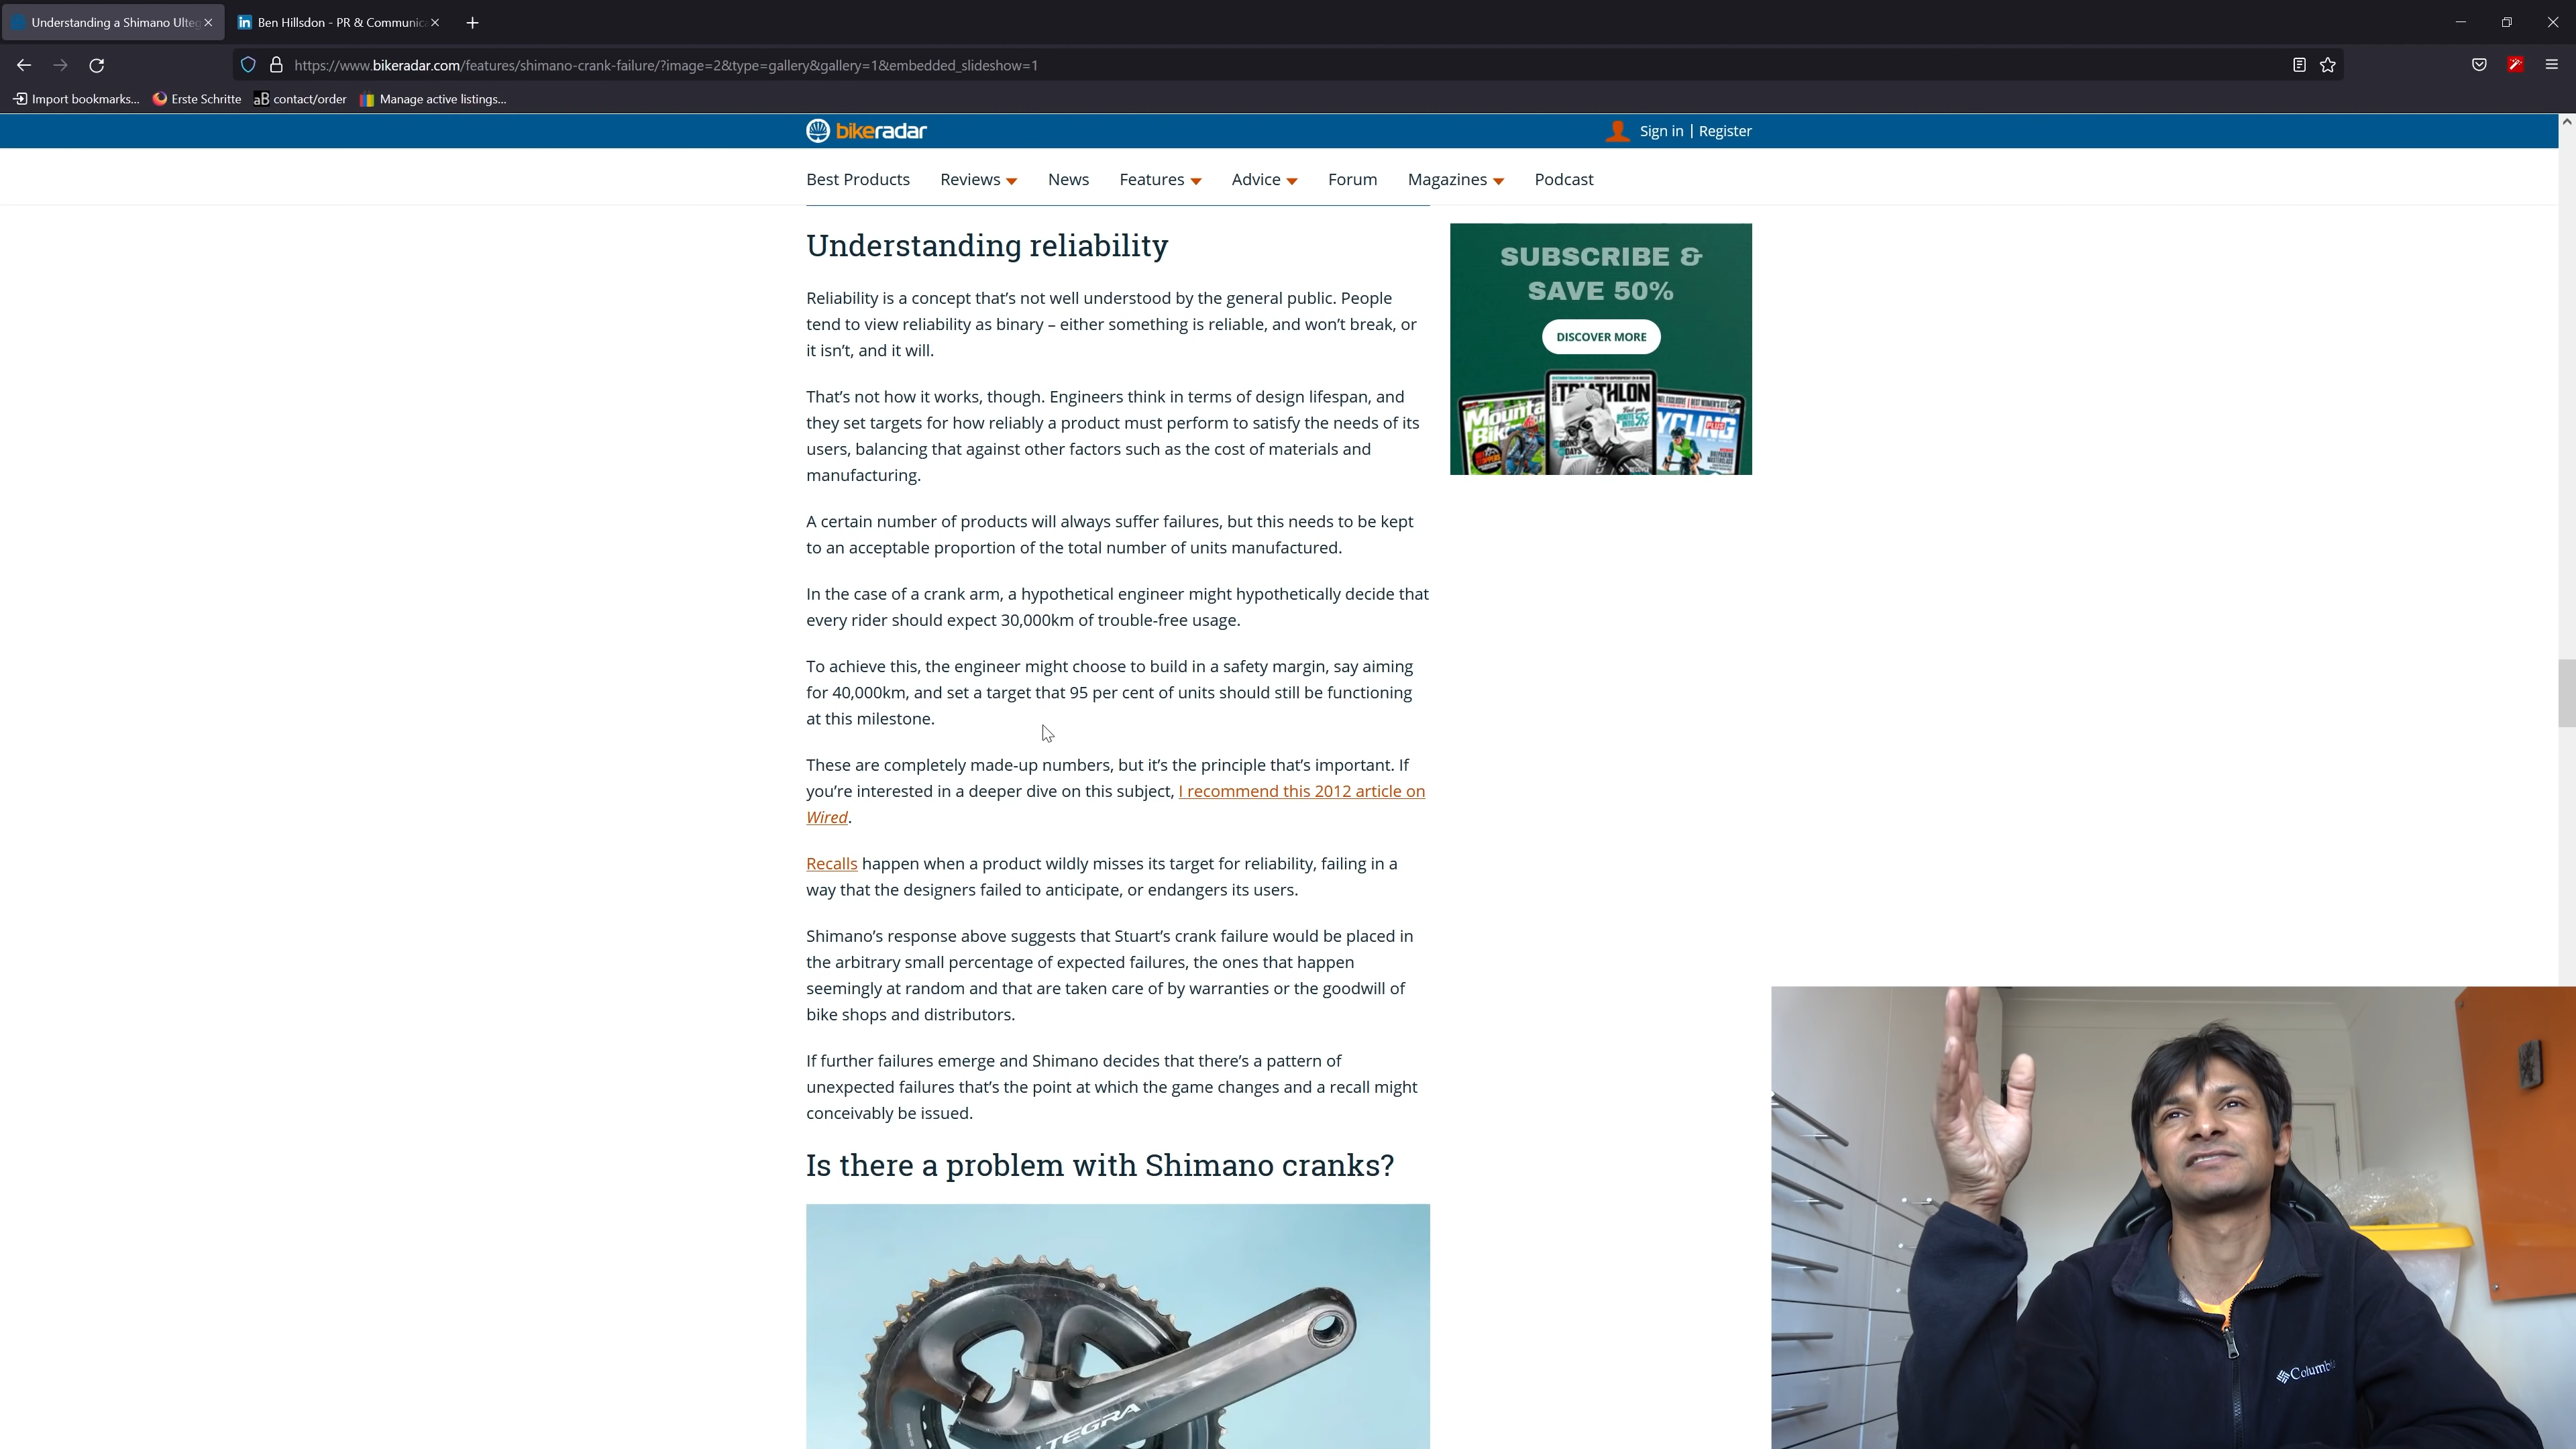 Understanding a Shimano Ulteg
Ben Hillsdon - PR & Communic
https://www.bikeradar.com/features/shimano-crank-failure/?image=2&type=gallery&gallery=1&embedded_slideshow=1
Import bookmarks...
Erste Schritte
aB contact/order
Manage active listings...
bikeradar
Sign in | Register
Best Products
Reviews
News
Features
Advice
Forum
Magazines
Podcast
Understanding reliability
Reliability is a concept that's not well understood by the general public. People
tend to view reliability as binary – either something is reliable, and won't break, or
it isn't, and it will.
That's not how it works, though. Engineers think in terms of design lifespan, and
they set targets for how reliably a product must perform to satisfy the needs of its
users, balancing that against other factors such as the cost of materials and
manufacturing.
A certain number of products will always suffer failures, but this needs to be kept
to an acceptable proportion of the total number of units manufactured.
In the case of a crank arm, a hypothetical engineer might hypothetically decide that
every rider should expect 30,000km of trouble-free usage.
To achieve this, the engineer might choose to build in a safety margin, say aiming
for 40,000km, and set a target that 95 per cent of units should still be functioning
at this milestone.
These are completely made-up numbers, but it's the principle that's important. If
you're interested in a deeper dive on this subject, I recommend this 2012 article on
Wired.
Recalls happen when a product wildly misses its target for reliability, failing in a
way that the designers failed to anticipate, or endangers its users.
Shimano's response above suggests that Stuart's crank failure would be placed in
the arbitrary small percentage of expected failures, the ones that happen
seemingly at random and that are taken care of by warranties or the goodwill of
bike shops and distributors.
If further failures emerge and Shimano decides that there's a pattern of
unexpected failures that's the point at which the game changes and a recall might
conceivably be issued.
Is there a problem with Shimano cranks?
LTEGRA
SUBSCRIBE &
SAVE 50%
DISCOVER MORE
Mounta
Bik
TRIATHLON
YCLING
PLUS
Columb